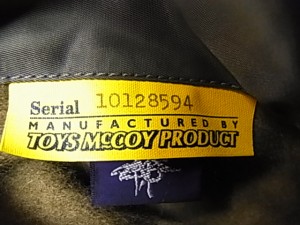 Serial 10128594
MANUFACTURED BY
TOYS McCOY PRODUCT